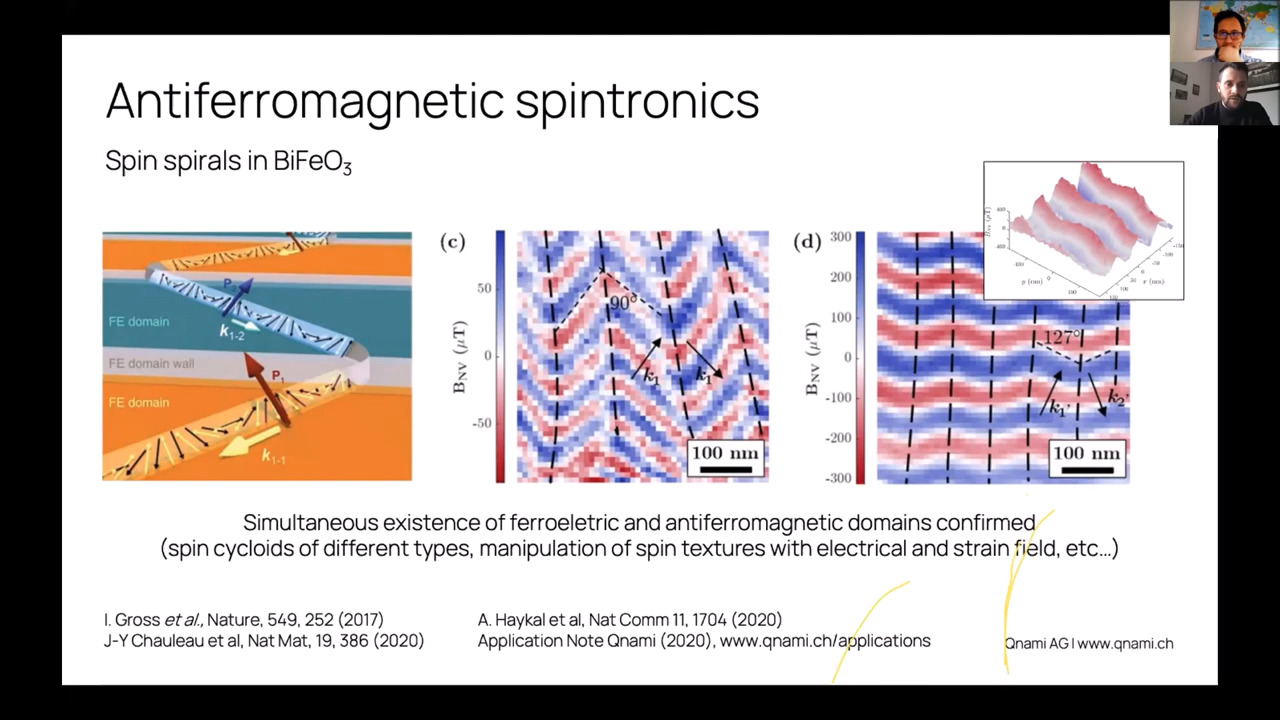 Antiferromagnetic spintronics
Spin spirals in BiFeO3
FE domain
FE domain wall
FE domain
P
k1-2
P1
k1-1
(c)
50
0
-50
BNV (μT)
90°
k1
k1'
100 nm
(d)
300
200
100
0
-100
-200
-300
BNV (μT)
127°
k1'
k2'
100 nm
y (nm)
x (nm)
Simultaneous existence of ferroeletric and antiferromagnetic domains confirmed
(spin cycloids of different types, manipulation of spin textures with electrical and strain field, etc...)
I. Gross et al., Nature, 549, 252 (2017)
J-Y Chauleau et al, Nat Mat, 19, 386 (2020)
A. Haykal et al, Nat Comm 11, 1704 (2020)
Application Note Qnami (2020), www.qnami.ch/applications
Qnami AG | www.qnami.ch